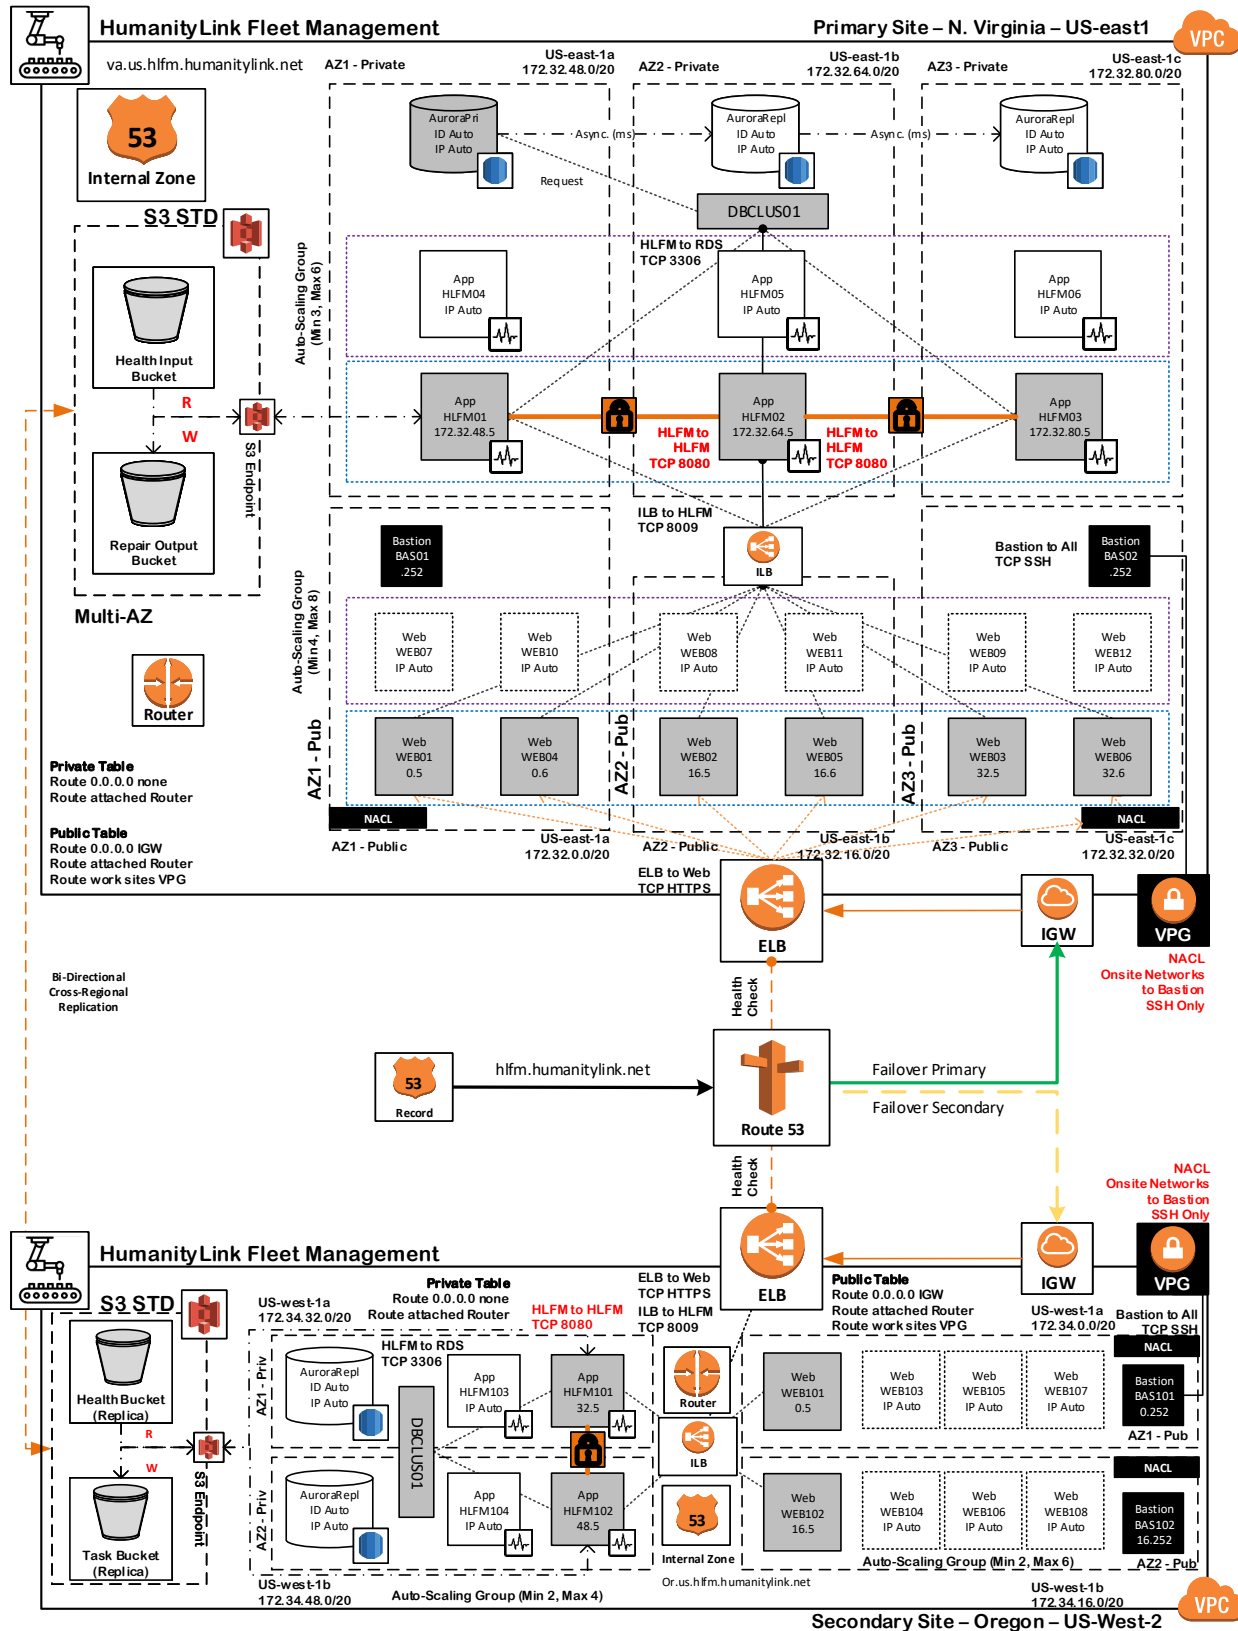 HumanityLink Fleet Management
Primary Site – N. Virginia – US-east1
VPC
va.us.hlfm.humanitylink.net
AZ1 - Private
US-east-1a
172.32.48.0/20
AZ2 - Private
US-east-1b
172.32.64.0/20
AZ3 - Private
US-east-1c
172.32.80.0/20
53
Internal Zone
AuroraPri
ID Auto
IP Auto
Async. (ms)
AuroraRepl
ID Auto
IP Auto
Async. (ms)
AuroraRepl
ID Auto
IP Auto
Request
DBCLUS01
S3 STD
HLFM to RDS
TCP 3306
Auto-Scaling Group
(Min 3, Max 6)
App
HLFM04
IP Auto
App
HLFM05
IP Auto
App
HLFM06
IP Auto
Health Input
Bucket
R
W
S3 Endpoint
App
HLFM01
172.32.48.5
HLFM to
HLFM
TCP 8080
App
HLFM02
172.32.64.5
HLFM to
HLFM
TCP 8080
App
HLFM03
172.32.80.5
Repair Output
Bucket
Multi-AZ
ILB to HLFM
TCP 8009
ILB
Bastion
BAS01
.252
Bastion to All
TCP SSH
Bastion
BAS02
.252
Auto-Scaling Group
(Min 4, Max 8)
Web
WEB07
IP Auto
Web
WEB10
IP Auto
Web
WEB08
IP Auto
Web
WEB11
IP Auto
Web
WEB09
IP Auto
Web
WEB12
IP Auto
Router
AZ1 - Pub
Web
WEB01
0.5
Web
WEB04
0.6
AZ2 - Pub
Web
WEB02
16.5
Web
WEB05
16.6
AZ3 - Pub
Web
WEB03
32.5
Web
WEB06
32.6
Private Table
Route 0.0.0.0 none
Route attached Router
Public Table
Route 0.0.0.0 IGW
Route attached Router
Route work sites VPG
NACL
NACL
AZ1 - Public
US-east-1a
172.32.0.0/20
AZ2 - Public
US-east-1b
172.32.16.0/20
AZ3 - Public
US-east-1c
172.32.32.0/20
ELB to Web
TCP HTTPS
ELB
IGW
VPG
NACL
Onsite Networks
to Bastion
SSH Only
Bi-Directional
Cross-Regional
Replication
Health
Check
53
Record
hlfm.humanitylink.net
Route 53
Failover Primary
Failover Secondary
Health
Check
NACL
Onsite Networks
to Bastion
SSH Only
HumanityLink Fleet Management
ELB
IGW
VPG
S3 STD
US-west-1a
172.34.32.0/20
Private Table
Route 0.0.0.0 none
Route attached Router
HLFM to HLFM
TCP 8080
ELB to Web
TCP HTTPS
ILB to HLFM
TCP 8009
Public Table
Route 0.0.0.0 IGW
Route attached Router
Route work sites VPG
US-west-1a
172.34.0.0/20
Bastion to All
TCP SSH
NACL
HLFM to RDS
TCP 3306
AZ1 - Priv
AuroraRepl
ID Auto
IP Auto
DBCLUS01
App
HLFM103
IP Auto
App
HLFM101
32.5
Router
Web
WEB101
0.5
Web
WEB103
IP Auto
Web
WEB105
IP Auto
Web
WEB107
IP Auto
Bastion
BAS101
0.252
AZ1 - Pub
Health Bucket
(Replica)
R
W
S3 Endpoint
ILB
NACL
AZ2 - Priv
AuroraRepl
ID Auto
IP Auto
App
HLFM104
IP Auto
App
HLFM102
48.5
53
Internal Zone
Web
WEB102
16.5
Web
WEB104
IP Auto
Web
WEB106
IP Auto
Web
WEB108
IP Auto
Bastion
BAS102
16.252
AZ2 - Pub
Task Bucket
(Replica)
Auto-Scaling Group (Min 2, Max 6)
US-west-1b
172.34.48.0/20
Auto-Scaling Group (Min 2, Max 4)
Or.us.hlfm.humanitylink.net
US-west-1b
172.34.16.0/20
VPC
Secondary Site – Oregon – US-West-2